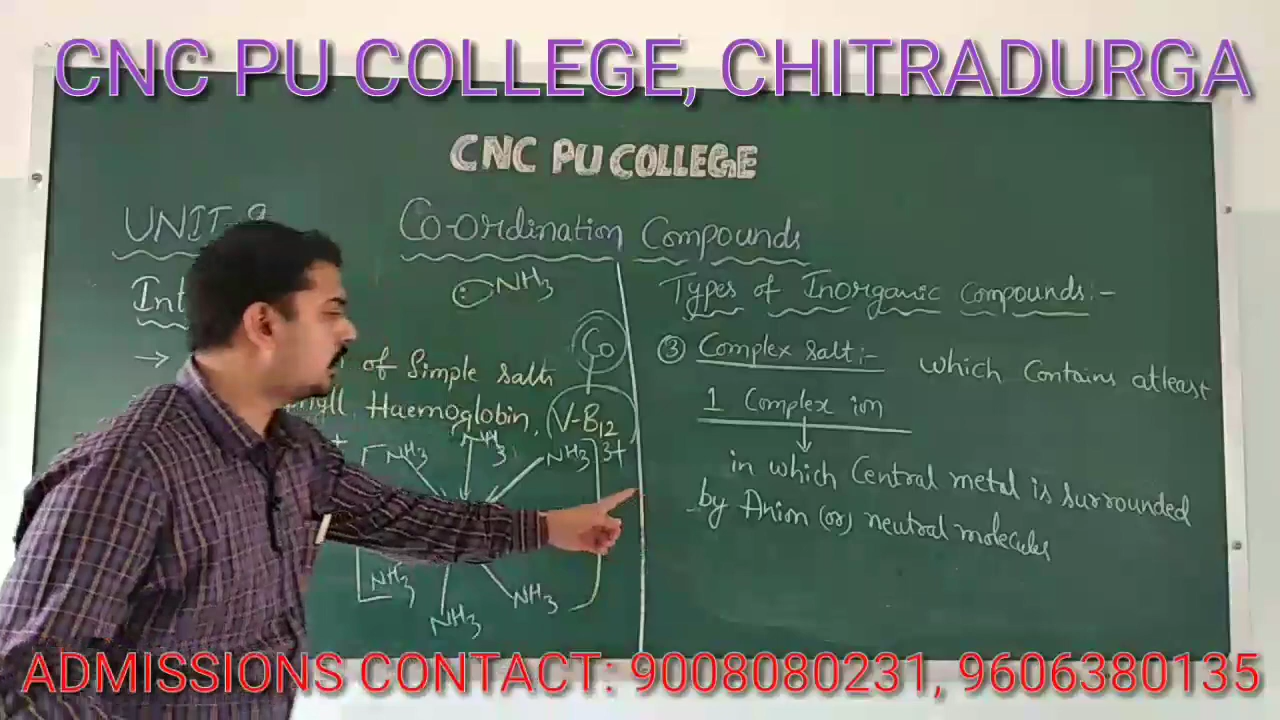 CNC PU COLLEGE, CHITRADURGA
CNC PU COLLEGE
UNIT-9
Co-ordination Compounds
Int
:NH3
→
of Simple salts
Haemoglobin, V-B12
Co
NH3
NH3
NH3
3+
+
NH3
NH3
NH3
Types of Inorganic Compounds:-
③ Complex salt:- which contains atleast
1 Complex ion
↓
in which Central metal is surrounded
by Anion (or) neutral molecules
ADMISSIONS CONTACT: 9008080231, 9606380135